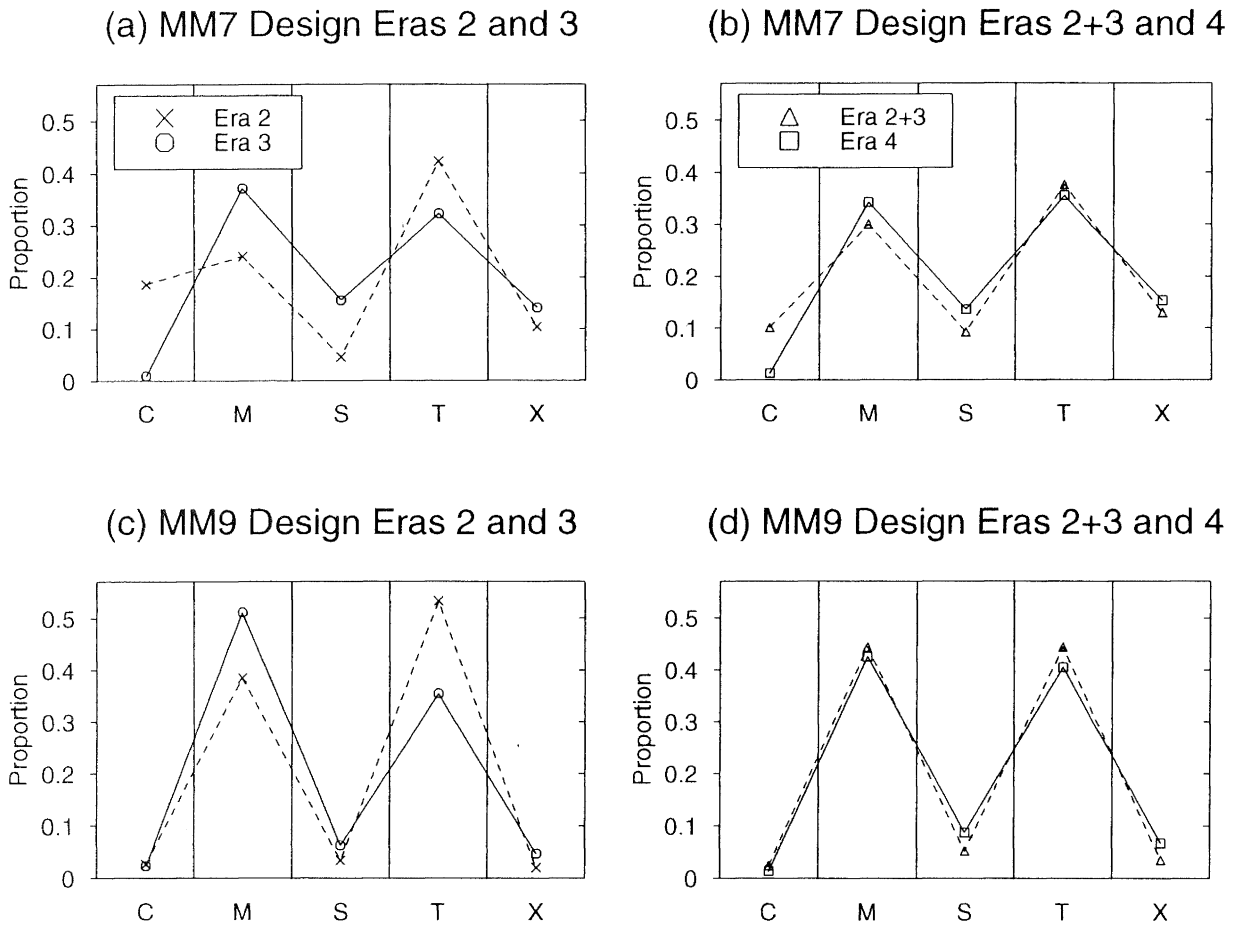 (a) MM7 Design Eras 2 and 3
Era 2
Era 3
Proportion
0.5
0.4
0.3
0.2
0.1
0
C M S T X
(b) MM7 Design Eras 2+3 and 4
Era 2+3
Era 4
Proportion
0.5
0.4
0.3
0.2
0.1
0
C M S T X
(c) MM9 Design Eras 2 and 3
Proportion
0.5
0.4
0.3
0.2
0.1
0
C M S T X
(d) MM9 Design Eras 2+3 and 4
Proportion
0.5
0.4
0.3
0.2
0.1
0
C M S T X